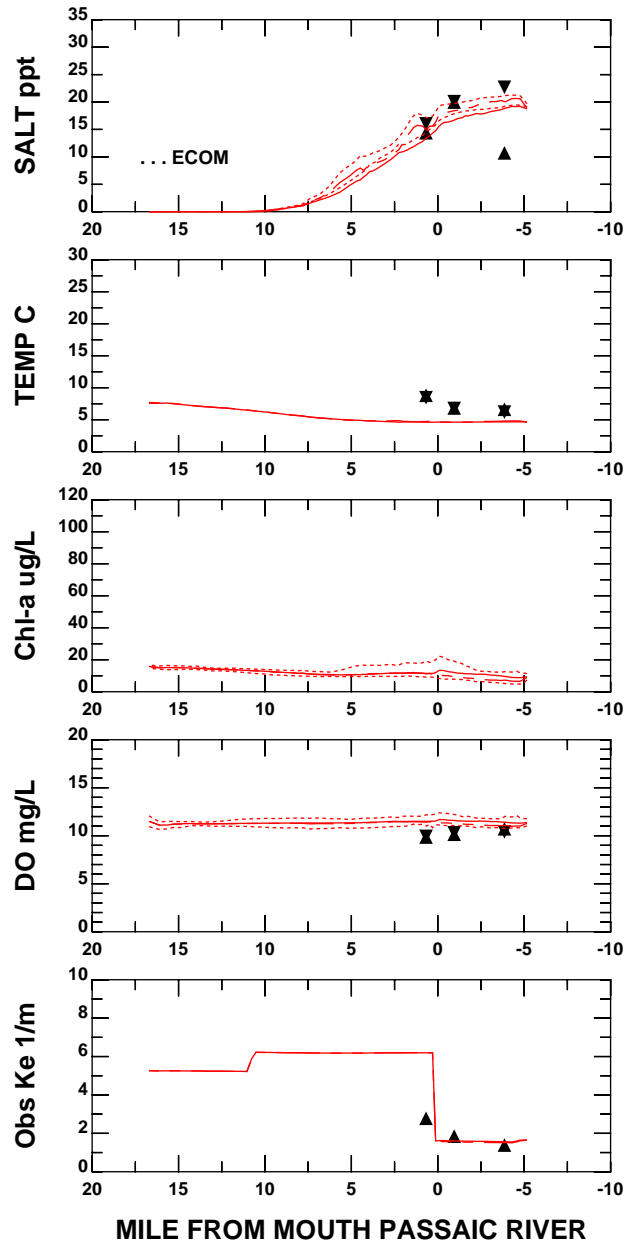 SALT ppt
35
30
25
20
15
10
5
0
. . . ECOM
20 15 10 5 0 -5 -10
TEMP C
30
25
20
15
10
5
0
20 15 10 5 0 -5 -10
Chl-a ug/L
120
100
80
60
40
20
0
20 15 10 5 0 -5 -10
DO mg/L
20
15
10
5
0
20 15 10 5 0 -5 -10
Obs Ke 1/m
10
8
6
4
2
0
20 15 10 5 0 -5 -10
MILE FROM MOUTH PASSAIC RIVER